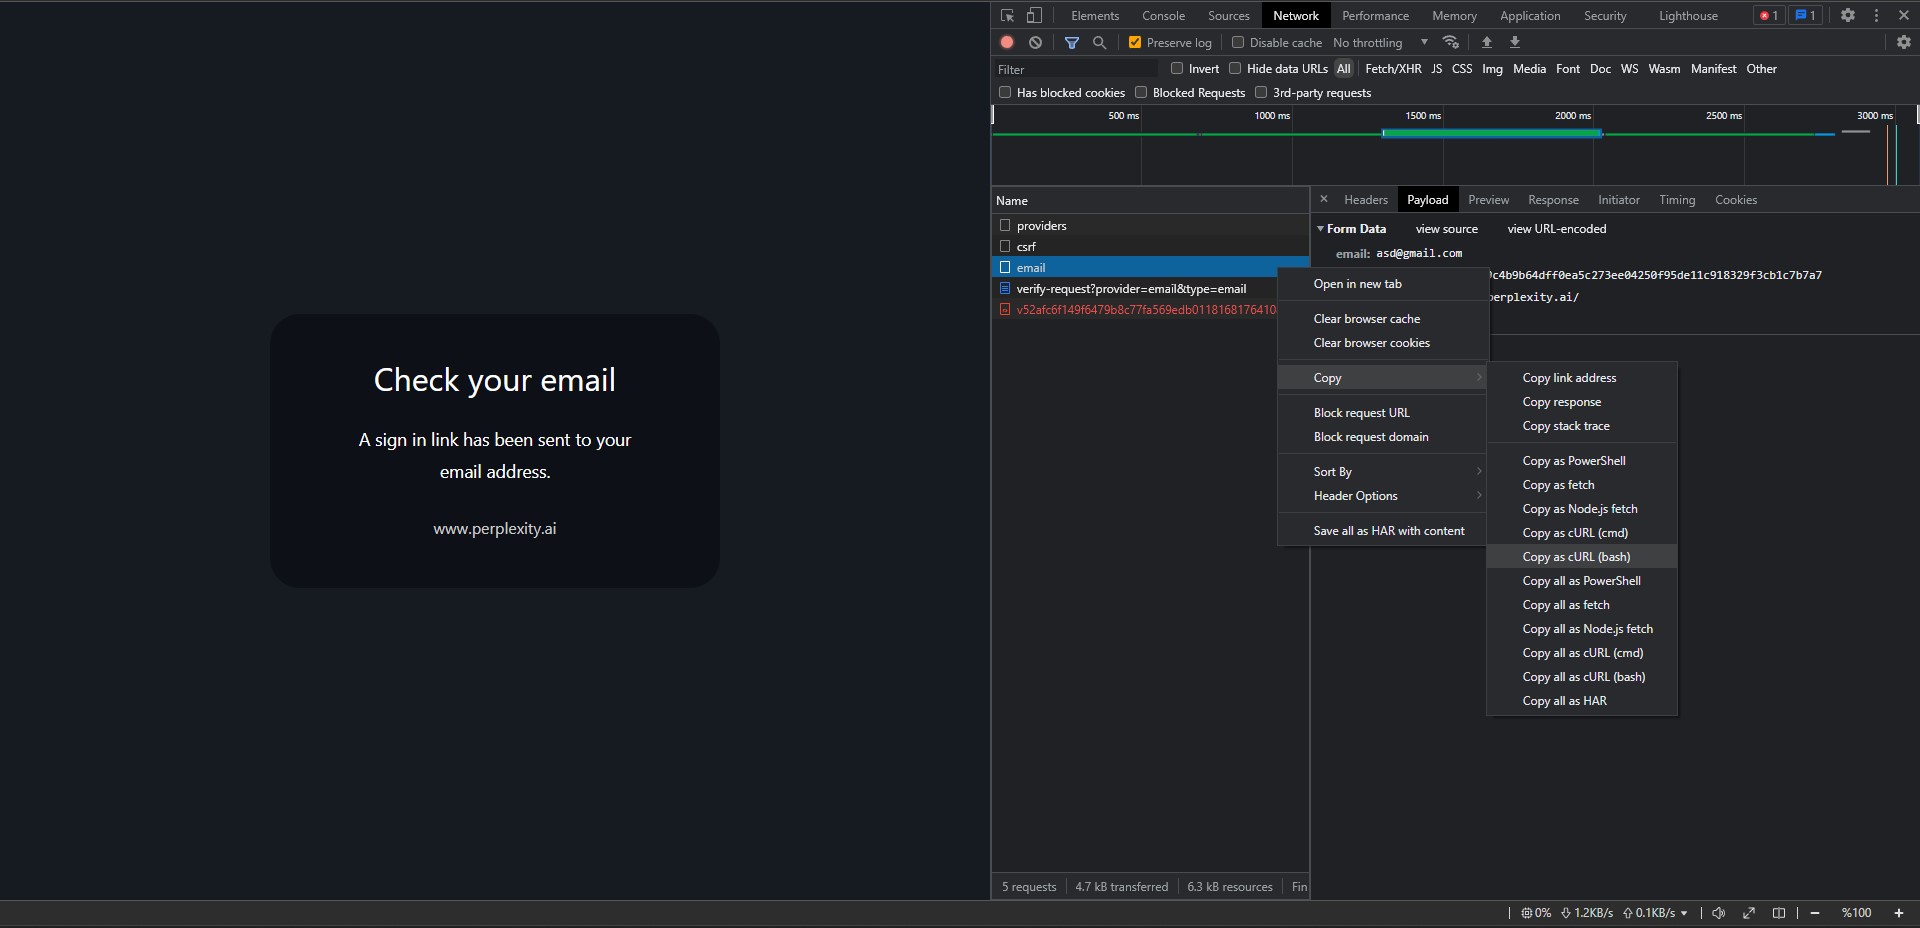 Check your email
A sign in link has been sent to your
email address.
www.perplexity.ai
Elements Console Sources Network Performance Memory Application Security Lighthouse 1 1
Preserve log Disable cache No throttling
Filter Invert Hide data URLs All Fetch/XHR JS CSS Img Media Font Doc WS Wasm Manifest Other
Has blocked cookies Blocked Requests 3rd-party requests
500 ms 1000 ms 1500 ms 2000 ms 2500 ms 3000 ms
Name
providers
csrf
email
verify-request?provider=email&type=email
v52afc6f149f6479b8c77fa569edb0118168176410
5 requests 4.7 kB transferred 6.3 kB resources Fin
Headers Payload Preview Response Initiator Timing Cookies
Form Data view source view URL-encoded
email: asd@gmail.com
c4b9b64dff0ea5c273ee04250f95de11c918329f3cb1c7b7a7
perplexity.ai/
Open in new tab
Clear browser cache
Clear browser cookies
Copy
Block request URL
Block request domain
Sort By
Header Options
Save all as HAR with content
Copy link address
Copy response
Copy stack trace
Copy as PowerShell
Copy as fetch
Copy as Node.js fetch
Copy as cURL (cmd)
Copy as cURL (bash)
Copy all as PowerShell
Copy all as fetch
Copy all as Node.js fetch
Copy all as cURL (cmd)
Copy all as cURL (bash)
Copy all as HAR
0% 1.2KB/s 0.1KB/s %100